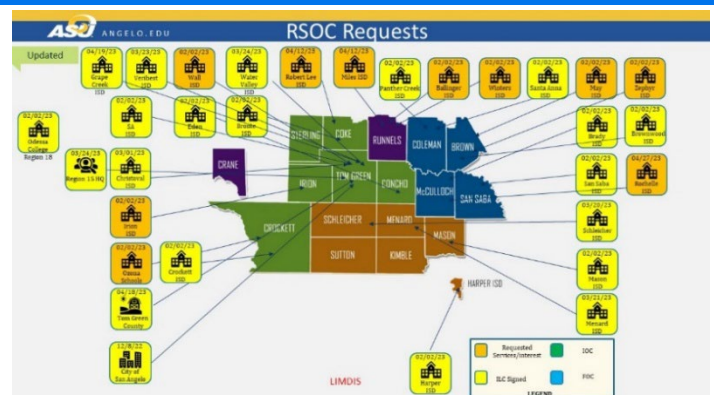 ASU ANGELO.EDU
RSOC Requests
Updated
04/19/23
Grape
Creek
ISD
03/23/23
Veribest
ISD
02/02/23
Wall
ISD
03/24/23
Water
Valley
ISD
04/12/23
Robert Lee
ISD
04/12/23
Miles ISD
02/02/23
Panther Creek
ISD
02/02/23
Ballinger
ISD
02/02/23
Winters
ISD
02/02/23
Santa Anna
ISD
02/02/23
May
ISD
02/02/23
Zephyr
ISD
02/02/23
SA
ISD
02/02/23
Eden
ISD
02/02/23
Bronte
ISD
02/02/23
Brady
ISD
02/02/23
Brownwood
ISD
02/02/23
Odessa
College
Region 18
03/24/23
Region 15 HQ
03/01/23
Christoval
ISD
02/02/23
San Saba
ISD
04/27/23
Rochelle
ISD
02/02/23
Irion
ISD
03/23/23
Schleicher
ISD
02/02/23
Ozona
Schools
02/02/23
Crockett
ISD
02/02/23
Mason
ISD
04/18/23
Tom Green
County
03/21/23
Menard
ISD
12/8/22
City of
San Angelo
02/02/23
Harper
ISD
STERLING
COKE
RUNNELS
COLEMAN
BROWN
CRANE
IRION
TOM GREEN
CONCHO
McCULLOCH
SAN SABA
CROCKETT
SCHLEICHER
MENARD
MASON
SUTTON
KIMBLE
HARPER ISD
LIMDIS
Requested
Services/Interest
IOC
ILC Signed
FOC
LEGEND